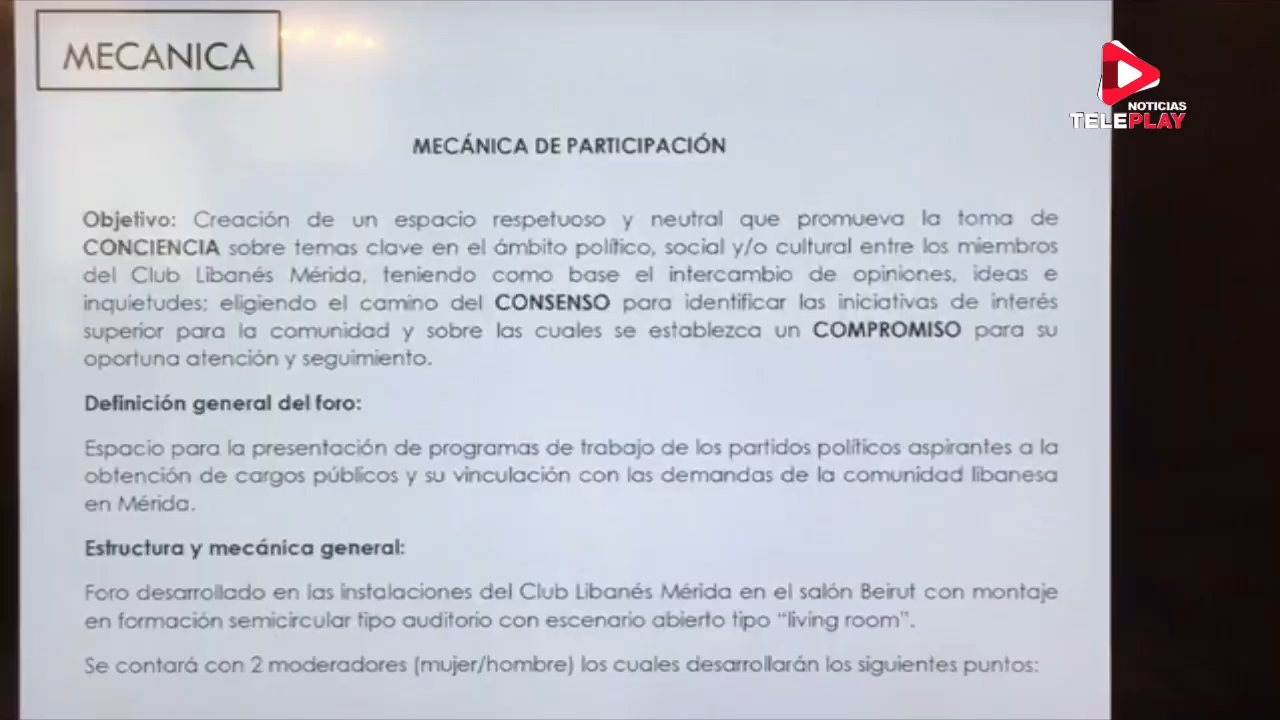 MECANICA
NOTICIAS
TELEPLAY
MECÁNICA DE PARTICIPACIÓN
Objetivo: Creación de un espacio respetuoso y neutral que promueva la toma de
CONCIENCIA sobre temas clave en el ámbito político, social y/o cultural entre los miembros
del Club Libanés Mérida, teniendo como base el intercambio de opiniones, ideas e
inquietudes; eligiendo el camino del CONSENSO para identificar las iniciativas de interés
superior para la comunidad y sobre las cuales se establezca un COMPROMISO para su
oportuna atención y seguimiento.
Definición general del foro:
Espacio para la presentación de programas de trabajo de los partidos políticos aspirantes a la
obtención de cargos públicos y su vinculación con las demandas de la comunidad libanesa
en Mérida.
Estructura y mecánica general:
Foro desarrollado en las instalaciones del Club Libanés Mérida en el salón Beirut con montaje
en formación semicircular tipo auditorio con escenario abierto tipo “living room”.
Se contará con 2 moderadores (mujer/hombre) los cuales desarrollarán los siguientes puntos: